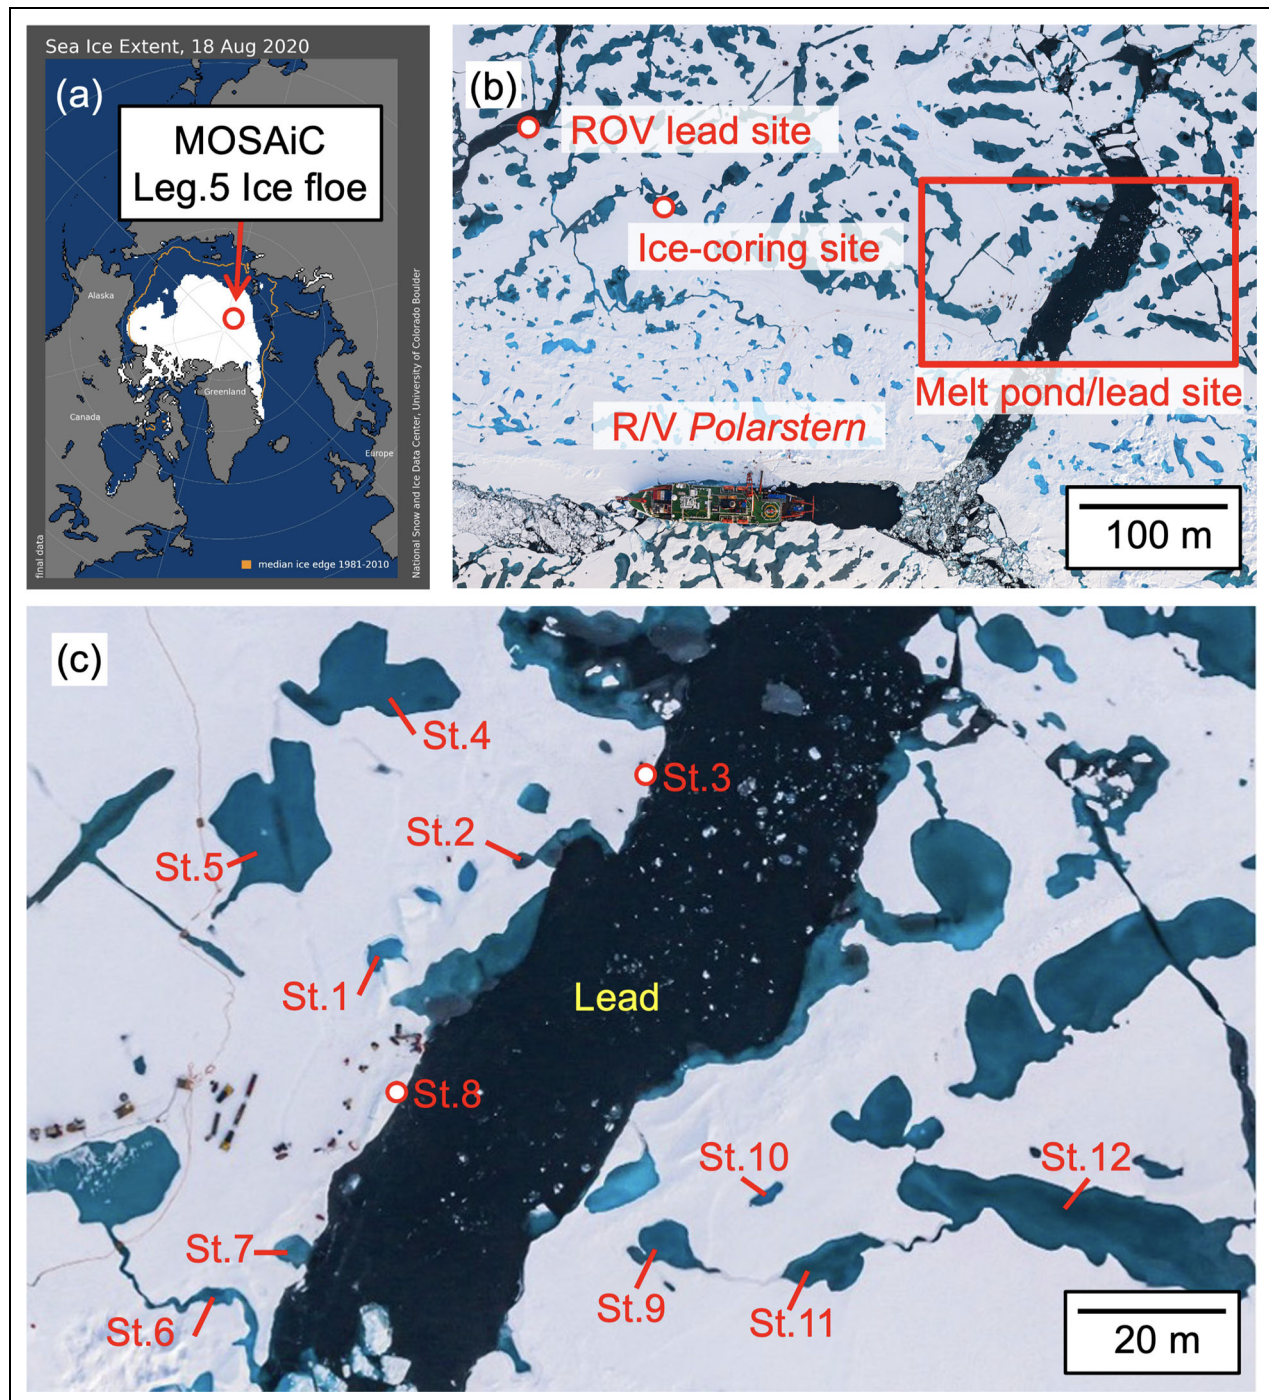 Sea Ice Extent, 18 Aug 2020
(a)
MOSAiC
Leg.5 Ice floe
Alaska
Greenland
Canada
Europe
median ice edge 1981-2010
final data
National Snow and Ice Data Center, University of Colorado Boulder
(b)
ROV lead site
Ice-coring site
Melt pond/lead site
R/V Polarstern
100 m
(c)
St.4
St.3
St.2
St.5
St.1
Lead
St.8
St.10
St.12
St.7
St.9
St.11
St.6
20 m